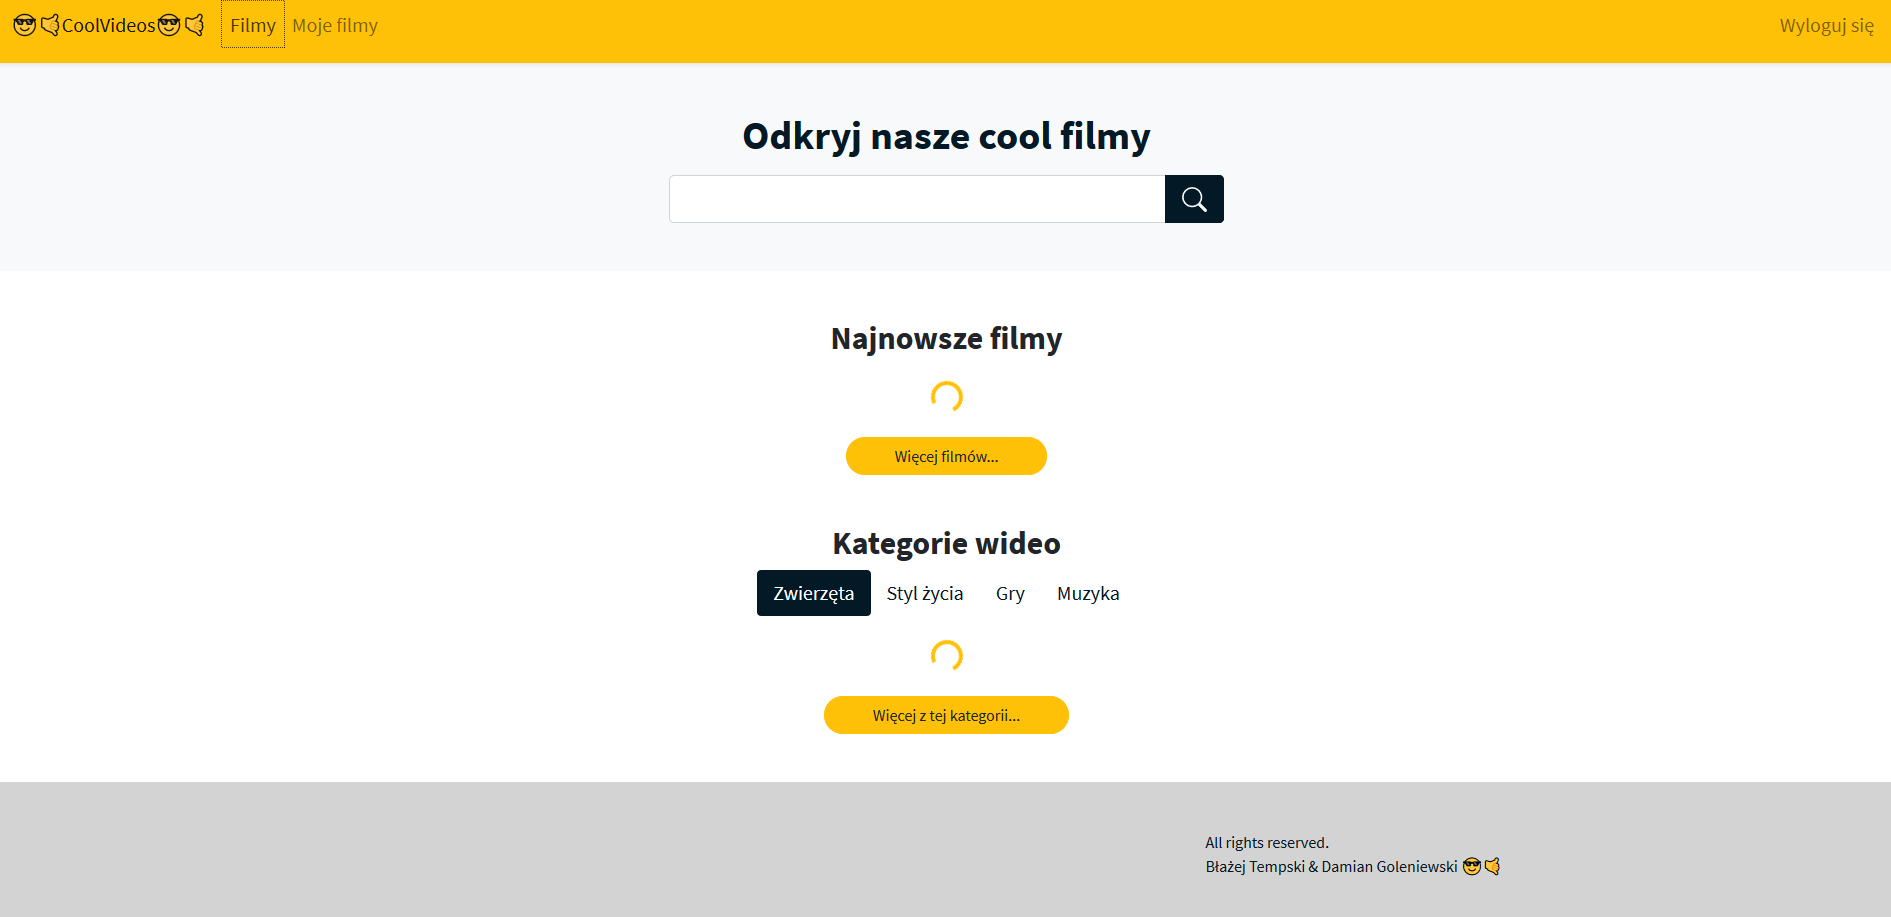 😎🤙CoolVideos😎🤙 Filmy Moje filmy Wyloguj się
Odkryj nasze cool filmy
Najnowsze filmy
Więcej filmów...
Kategorie wideo
Zwierzęta Styl życia Gry Muzyka
Więcej z tej kategorii...
All rights reserved.
Błażej Tempski & Damian Goleniewski 😎🤙